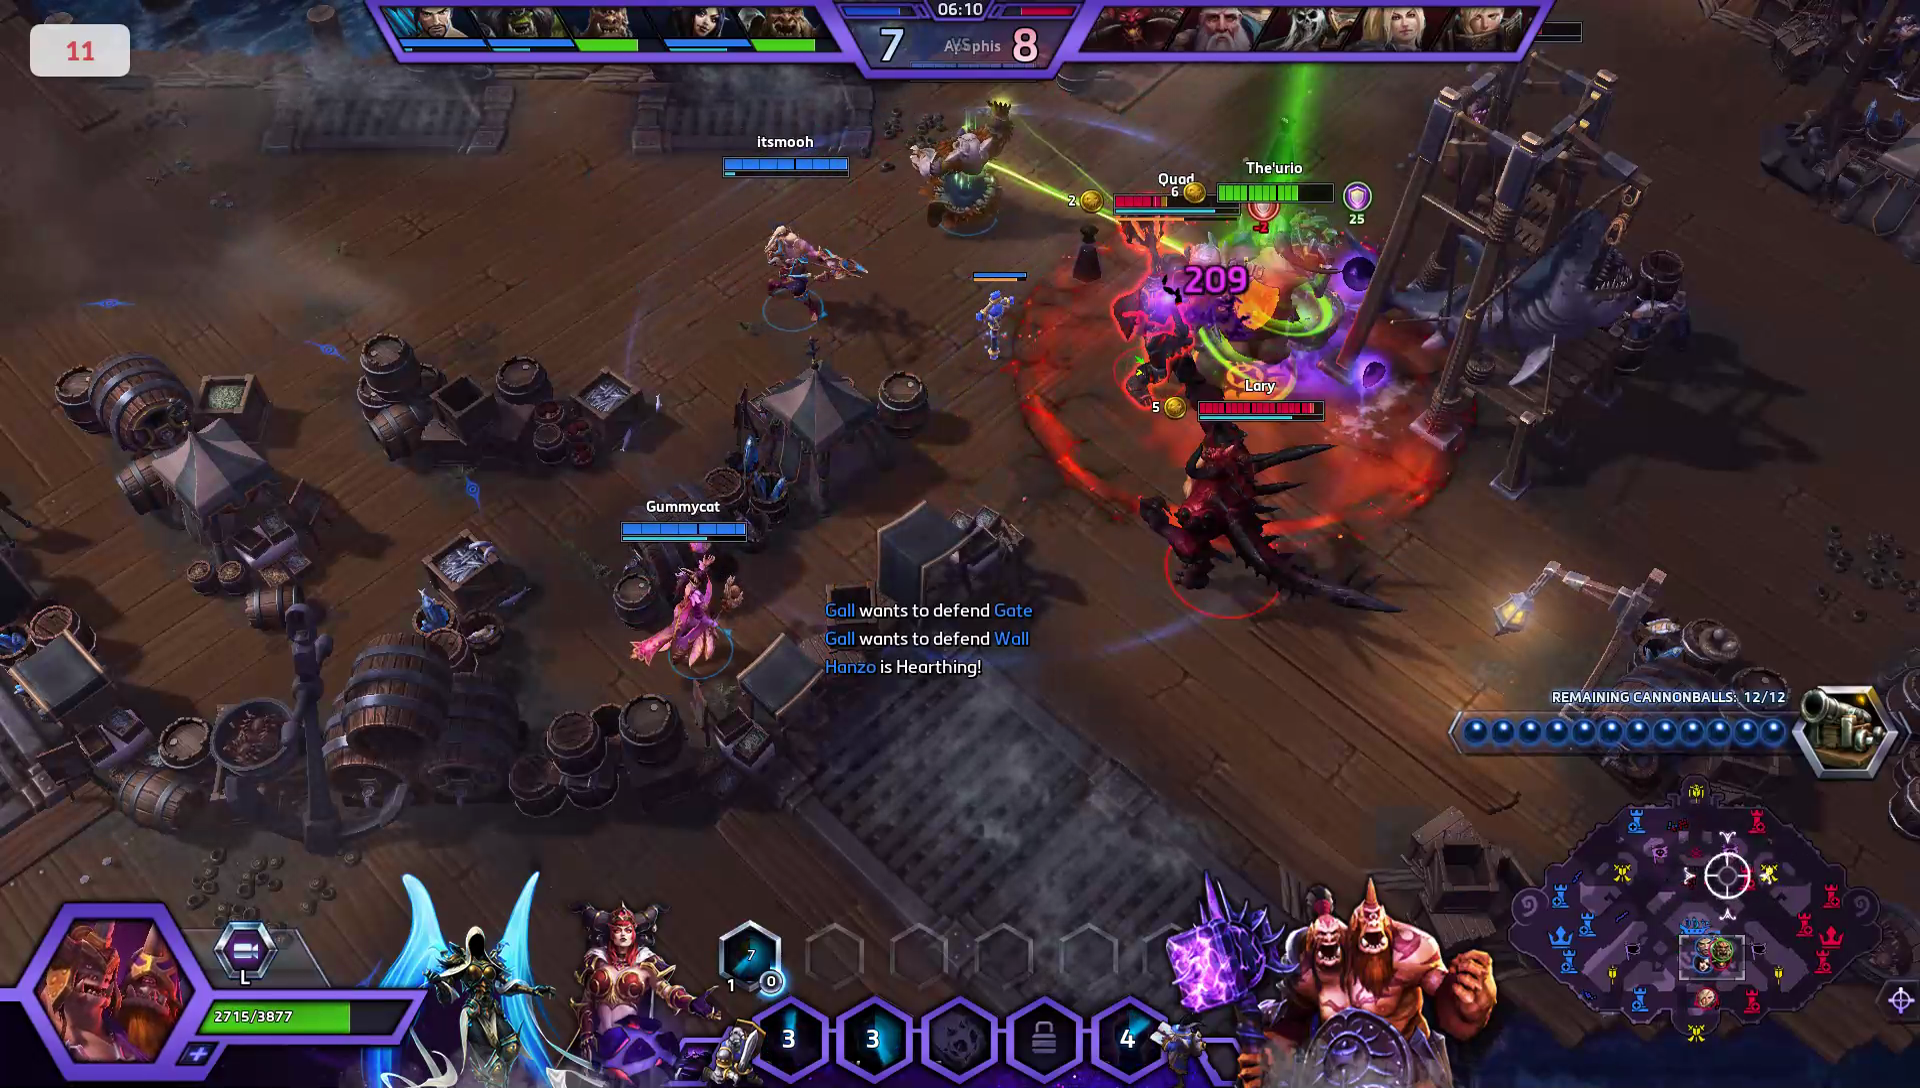 11
06:10
7
VS
8
itsmooh
The'urio
Quad
6
2
25
-2
209
Lary
5
Gummycat
Gall wants to defend Gate
Gall wants to defend Wall
Hanzo is Hearthing!
REMAINING CANNONBALLS: 12/12
L
7
1
0
2715/3877
3
3
4